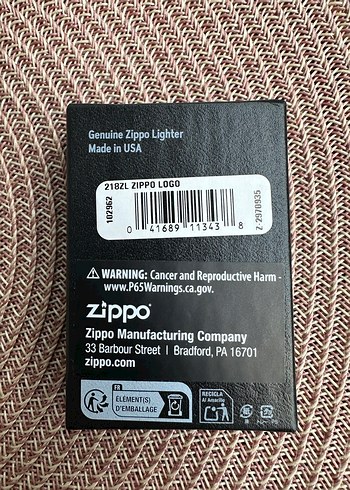 Genuine Zippo Lighter
Made in USA
218ZL ZIPPO LOGO
102962
Z-2970935
0 41689 11343 8
⚠ WARNING: Cancer and Reproductive Harm -
www.P65Warnings.ca.gov.
zippo®
Zippo Manufacturing Company
33 Barbour Street | Bradford, PA 16701
zippo.com
FR
ÉLÉMENT(S)
D'EMBALLAGE
RECICLA
Al Amarillo